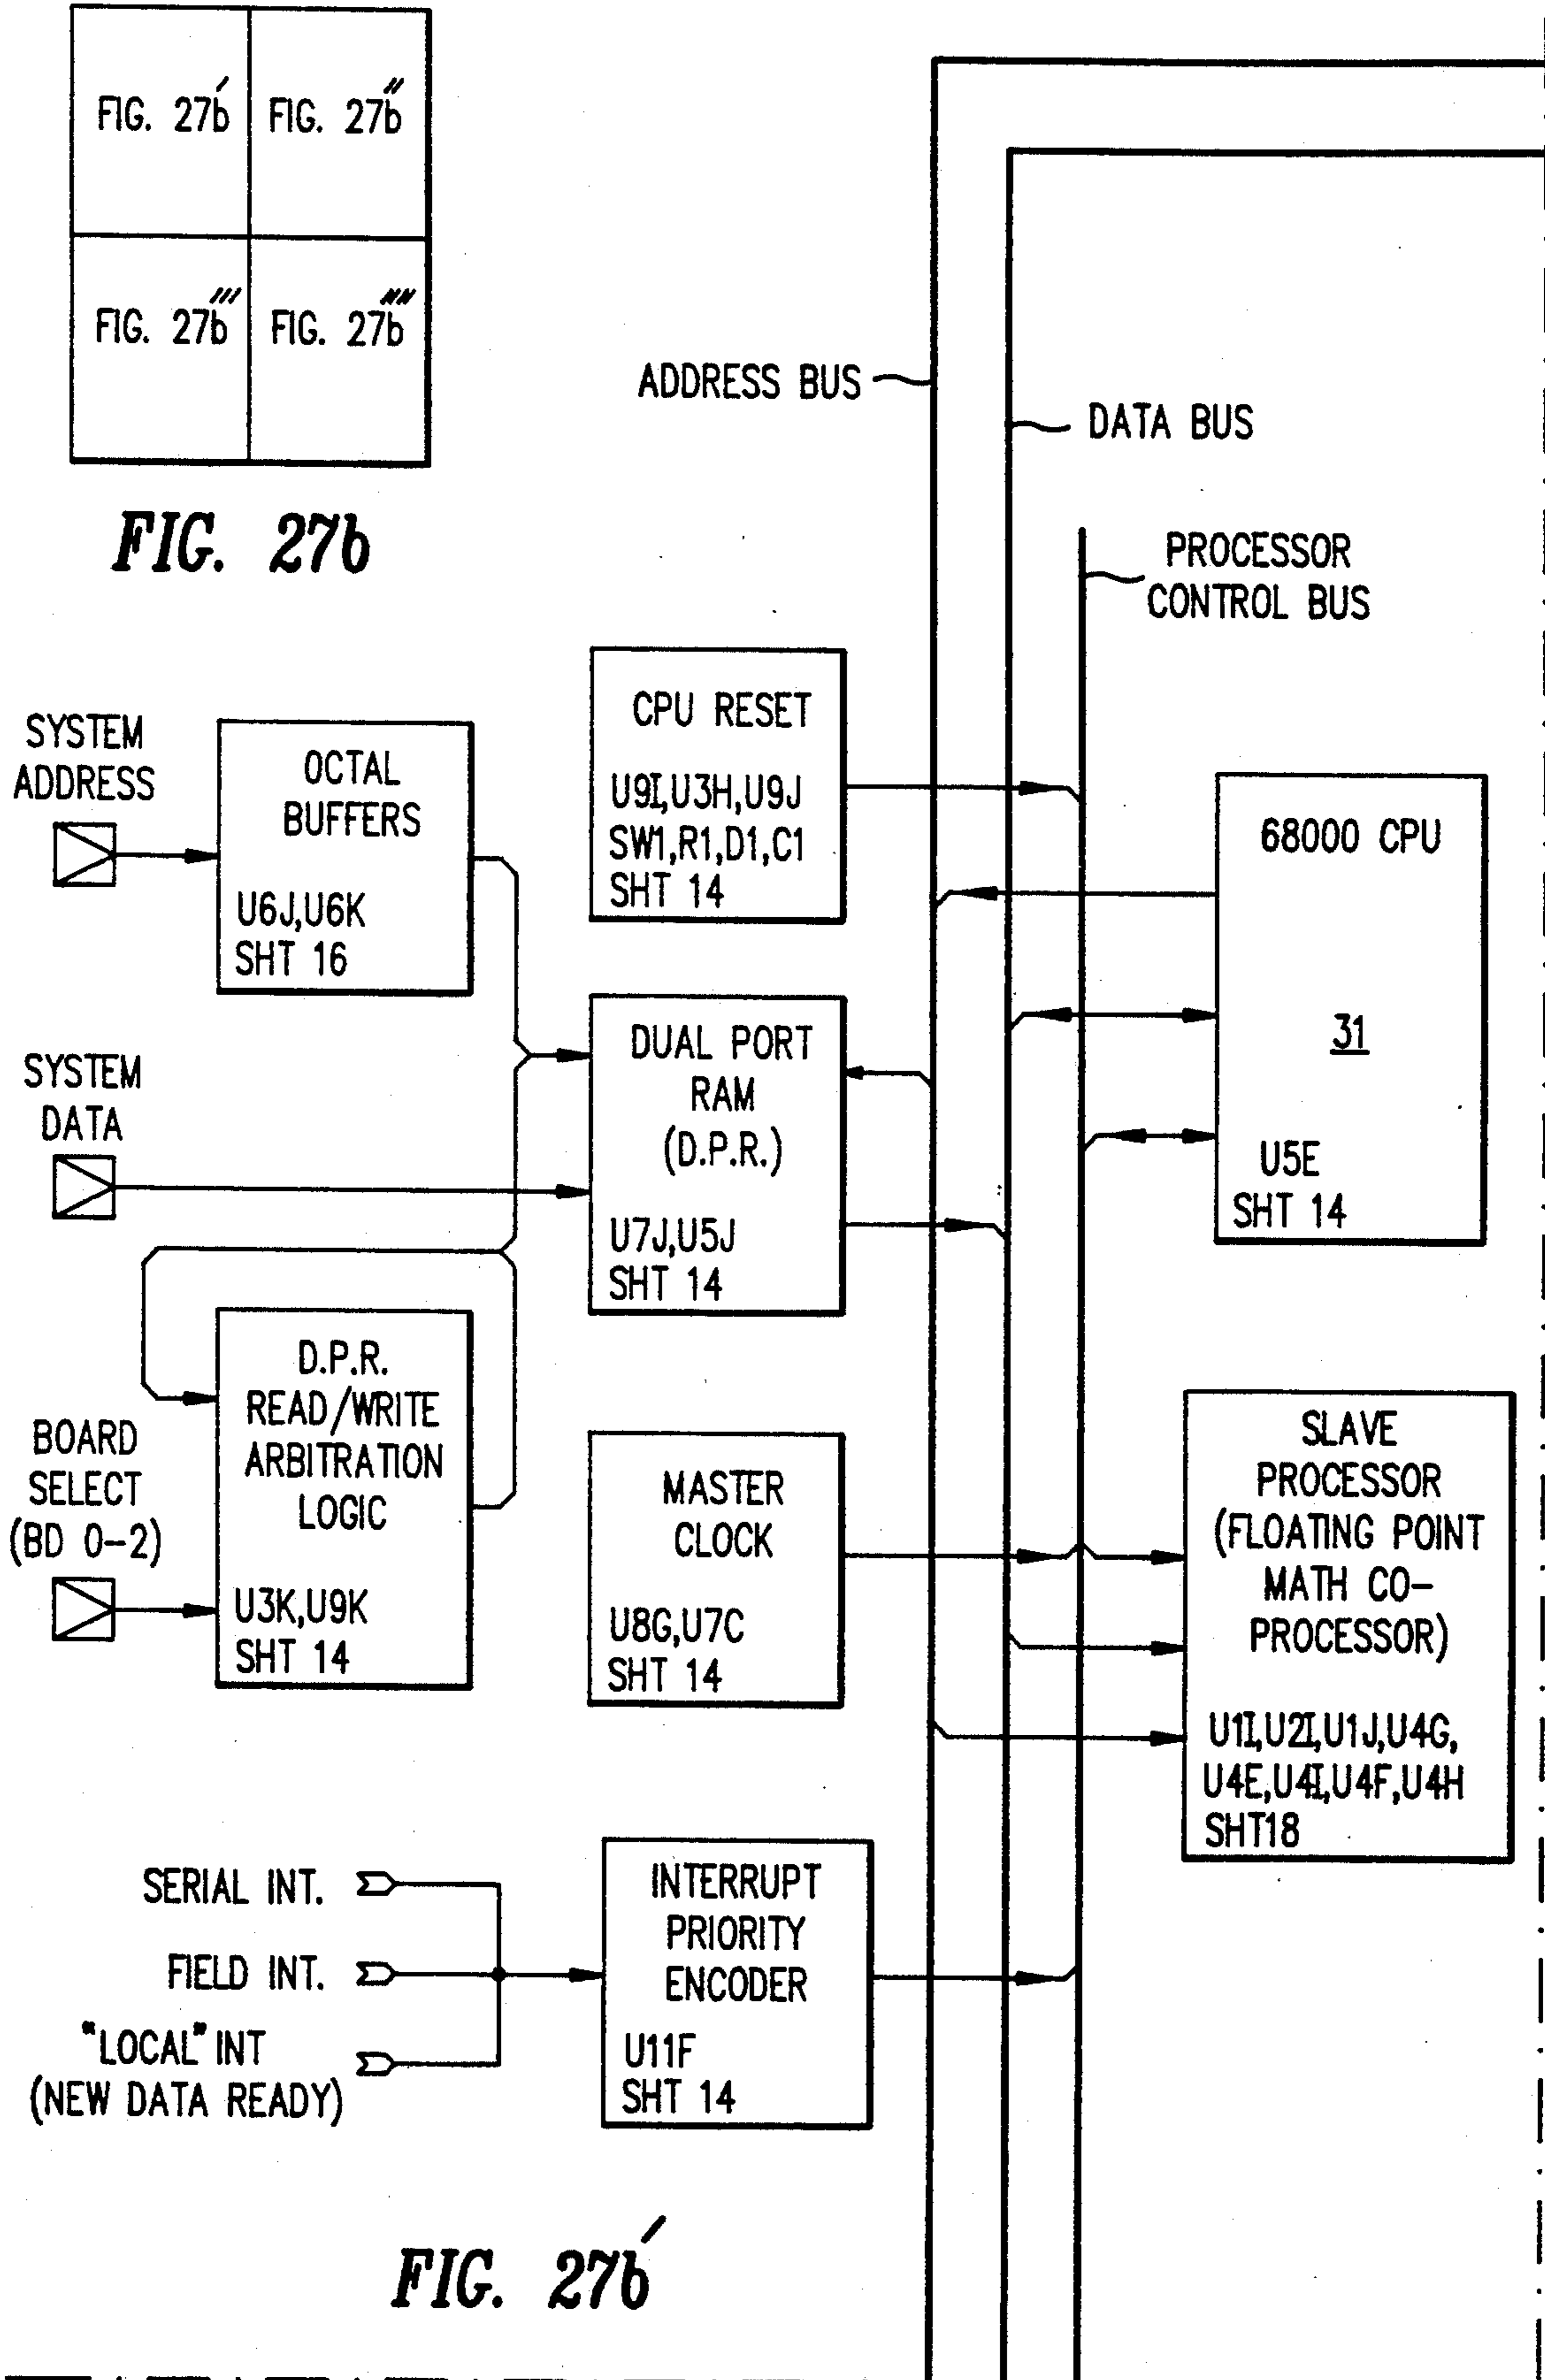 FIG. 27b′
FIG. 27b″
FIG. 27b‴
FIG. 27b⁗
FIG. 27b
ADDRESS BUS
DATA BUS
PROCESSOR
CONTROL BUS
SYSTEM
ADDRESS
OCTAL
BUFFERS
U6J,U6K
SHT 16
CPU RESET
U9I,U3H,U9J
SW1,R1,D1,C1
SHT 14
68000 CPU
31
U5E
SHT 14
SYSTEM
DATA
DUAL PORT
RAM
(D.P.R.)
U7J,U5J
SHT 14
BOARD
SELECT
(BD 0-2)
D.P.R.
READ/WRITE
ARBITRATION
LOGIC
U3K,U9K
SHT 14
MASTER
CLOCK
U8G,U7C
SHT 14
SLAVE
PROCESSOR
(FLOATING POINT
MATH CO-
PROCESSOR)
U1I,U2I,U1J,U4G,
U4E,U4I,U4F,U4H
SHT18
SERIAL INT.
FIELD INT.
"LOCAL" INT
(NEW DATA READY)
INTERRUPT
PRIORITY
ENCODER
U11F
SHT 14
FIG. 27b′